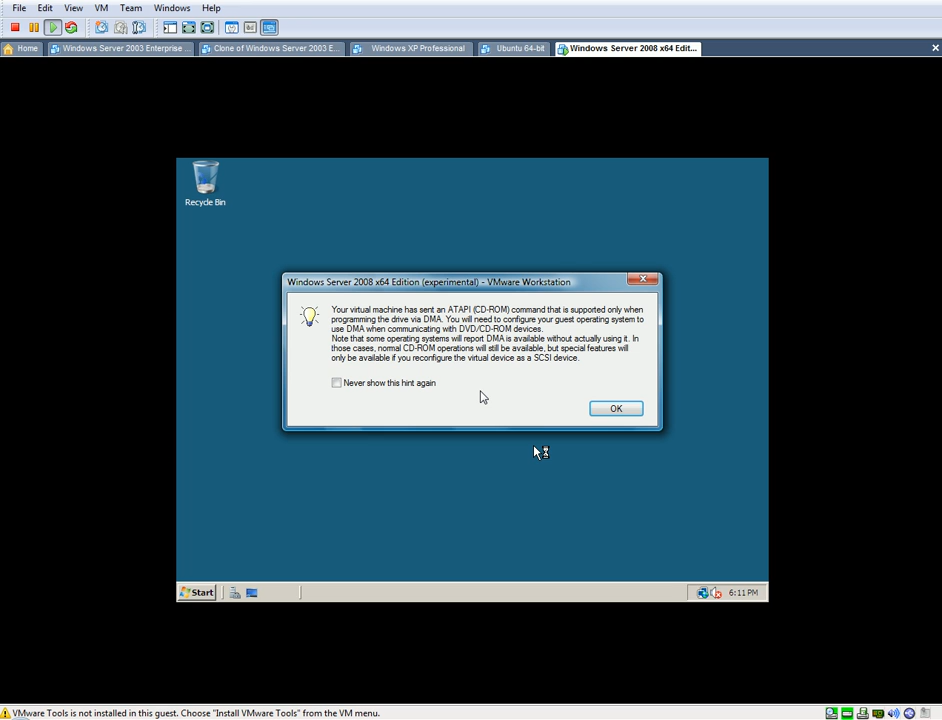 File Edit View VM Team Windows Help
Home Windows Server 2003 Enterprise ... Clone of Windows Server 2003 E... Windows XP Professional Ubuntu 64-bit Windows Server 2008 x64 Edit...
Recycle Bin
Windows Server 2008 x64 Edition (experimental) - VMware Workstation
Your virtual machine has sent an ATAPI (CD-ROM) command that is supported only when
programming the drive via DMA. You will need to configure your guest operating system to
use DMA when communicating with DVD/CD-ROM devices.
Note that some operating systems will report DMA is available without actually using it. In
those cases, normal CD-ROM operations will still be available, but special features will
only be available if you reconfigure the virtual device as a SCSI device.
Never show this hint again
OK
Start 6:11 PM
VMware Tools is not installed in this guest. Choose "Install VMware Tools" from the VM menu.